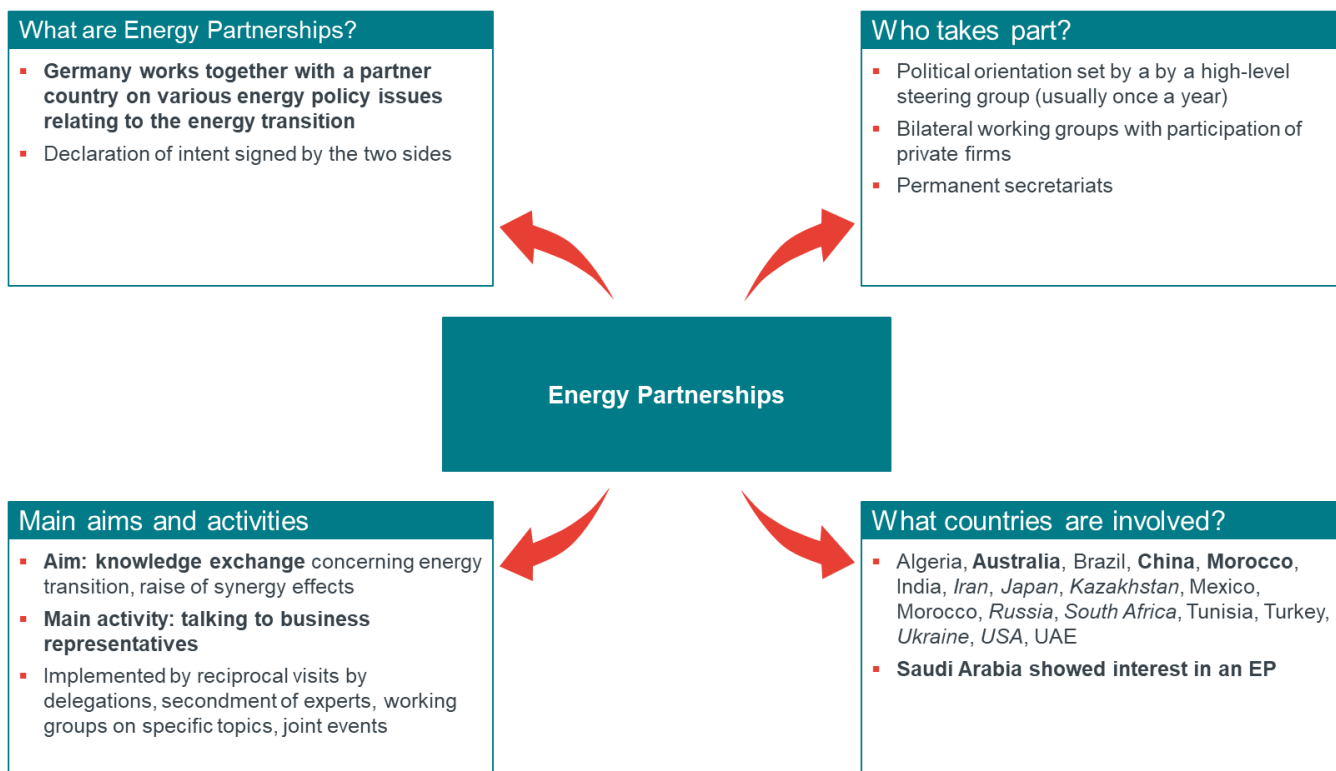 What are Energy Partnerships?
▪ Germany works together with a partner
country on various energy policy issues
relating to the energy transition
▪ Declaration of intent signed by the two sides
Who takes part?
▪ Political orientation set by a by a high-level
steering group (usually once a year)
▪ Bilateral working groups with participation of
private firms
▪ Permanent secretariats
Energy Partnerships
Main aims and activities
▪ Aim: knowledge exchange concerning energy
transition, raise of synergy effects
▪ Main activity: talking to business
representatives
▪ Implemented by reciprocal visits by
delegations, secondment of experts, working
groups on specific topics, joint events
What countries are involved?
▪ Algeria, Australia, Brazil, China, Morocco,
India, Iran, Japan, Kazakhstan, Mexico,
Morocco, Russia, South Africa, Tunisia, Turkey,
Ukraine, USA, UAE
▪ Saudi Arabia showed interest in an EP